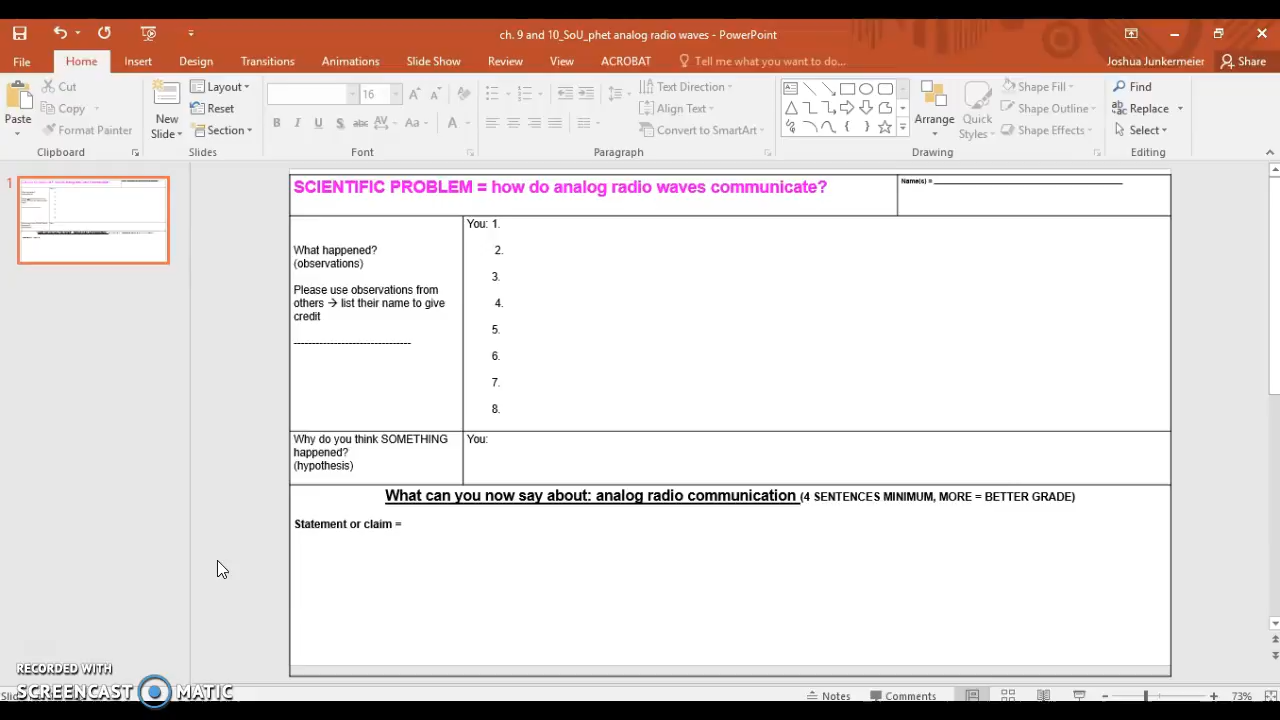 ch. 9 and 10_SoU_phet analog radio waves - PowerPoint
File Home Insert Design Transitions Animations Slide Show Review View ACROBAT Tell me what you want to do... Joshua Junkermeier Share
Paste
Cut
Copy
Format Painter
Clipboard
New Slide
Layout
Reset
Section
Slides
16
B I U S abc AV Aa A
Font
Text Direction
Align Text
Convert to SmartArt
Paragraph
Arrange
Quick Styles
Shape Fill
Shape Outline
Shape Effects
Drawing
Find
Replace
Select
Editing
1
SCIENTIFIC PROBLEM = how do analog radio waves communicate?
Name(s) =
What happened?
(observations)
Please use observations from
others → list their name to give
credit
-------------------------------
You: 1.
2.
3.
4.
5.
6.
7.
8.
Why do you think SOMETHING
happened?
(hypothesis)
You:
What can you now say about: analog radio communication (4 SENTENCES MINIMUM, MORE = BETTER GRADE)
Statement or claim =
RECORDED WITH
SCREENCAST MATIC
Notes Comments 73%